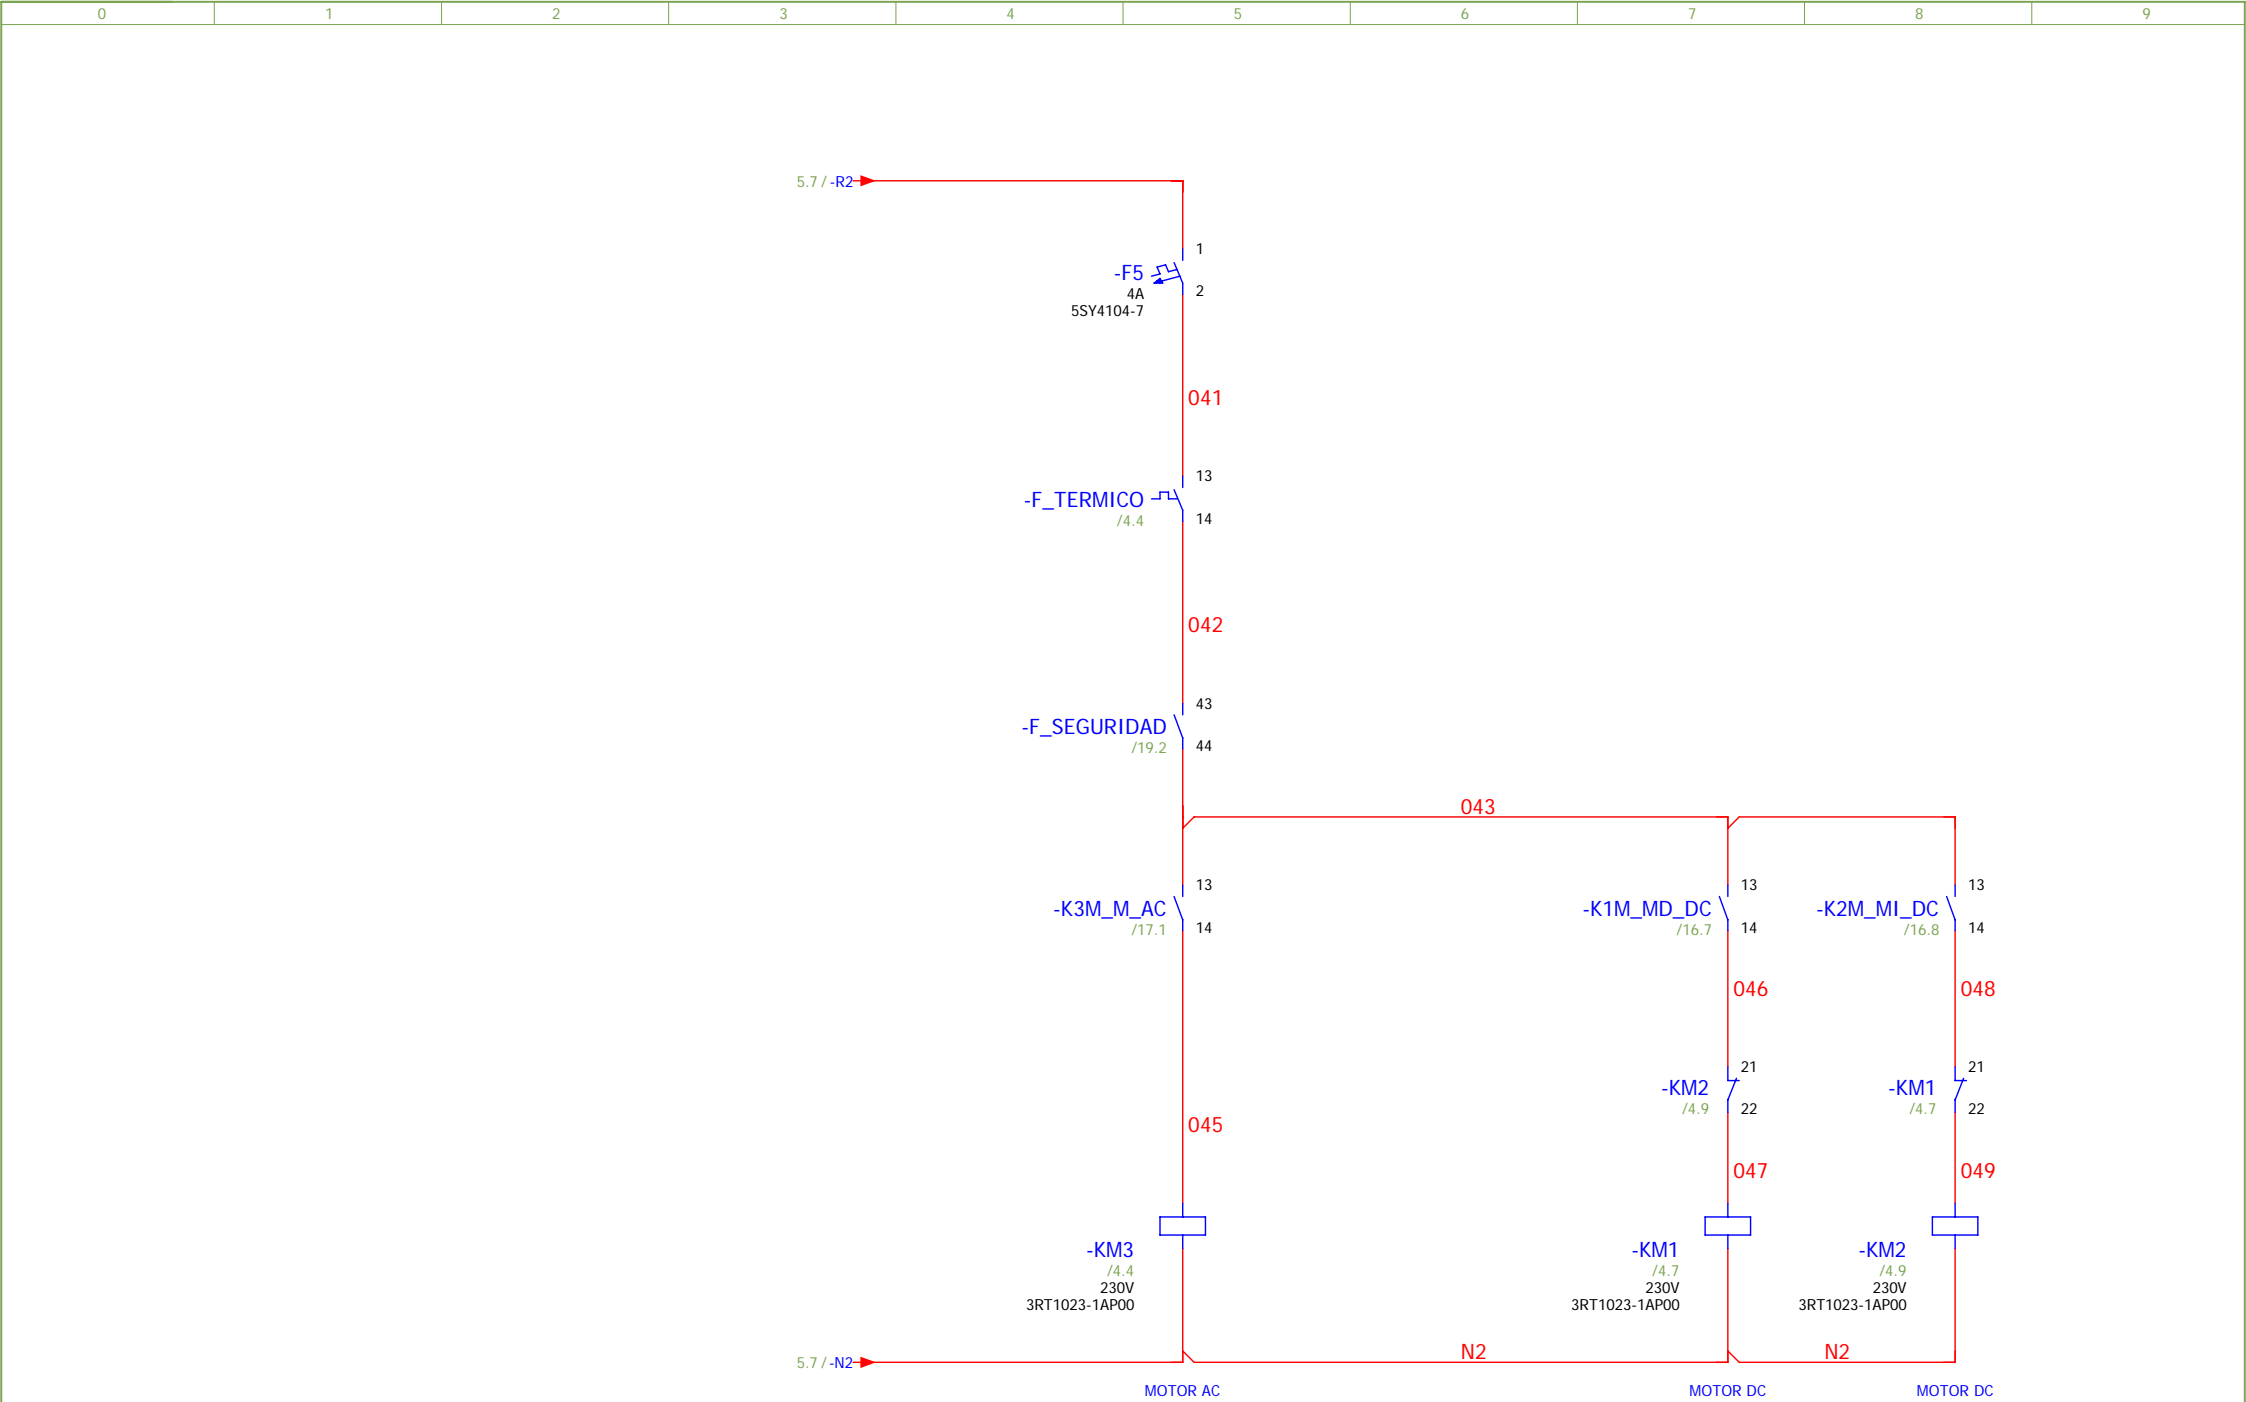 0 1 2 3 4 5 6 7 8 9
5.7 / -R2
1
-F5
4A
2
5SY4104-7
041
13
-F_TERMICO
/4.4
14
042
43
-F_SEGURIDAD
/19.2
44
043
13 13 13
-K3M_M_AC -K1M_MD_DC -K2M_MI_DC
/17.1 14 /16.7 14 /16.8 14
046 048
21 21
-KM2 -KM1
/4.9 22 /4.7 22
045
047 049
-KM3 -KM1 -KM2
/4.4 /4.7 /4.9
230V 230V 230V
3RT1023-1AP00 3RT1023-1AP00 3RT1023-1AP00
N2 N2
5.7 / -N2
MOTOR AC MOTOR DC MOTOR DC